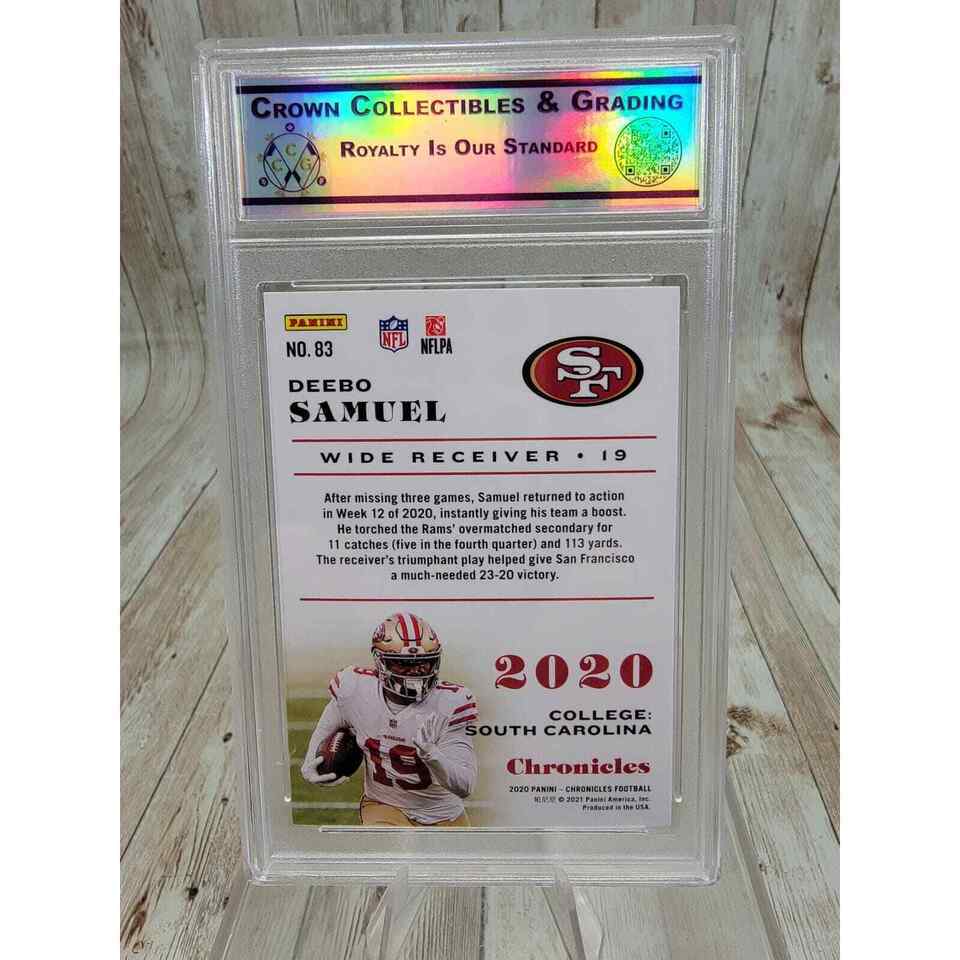 CROWN COLLECTIBLES & GRADING
ROYALTY IS OUR STANDARD
C
C G
PANINI
NFL
NFLPA
NO. 83
SF
DEEBO
SAMUEL
WIDE RECEIVER • 19
After missing three games, Samuel returned to action
in Week 12 of 2020, instantly giving his team a boost.
He torched the Rams' overmatched secondary for
11 catches (five in the fourth quarter) and 113 yards.
The receiver's triumphant play helped give San Francisco
a much-needed 23-20 victory.
19
19
2020
COLLEGE:
SOUTH CAROLINA
Chronicles
2020 PANINI – CHRONICLES FOOTBALL
© 2021 Panini America, Inc.
Produced in the USA.